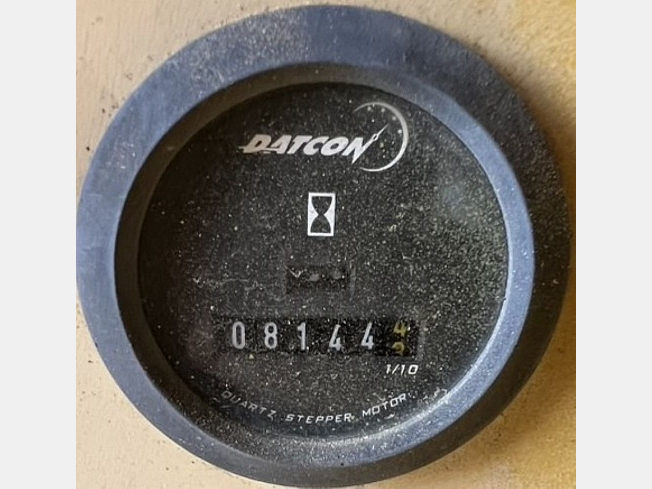 DATCON
08144
1/10
QUARTZ STEPPER MOTOR